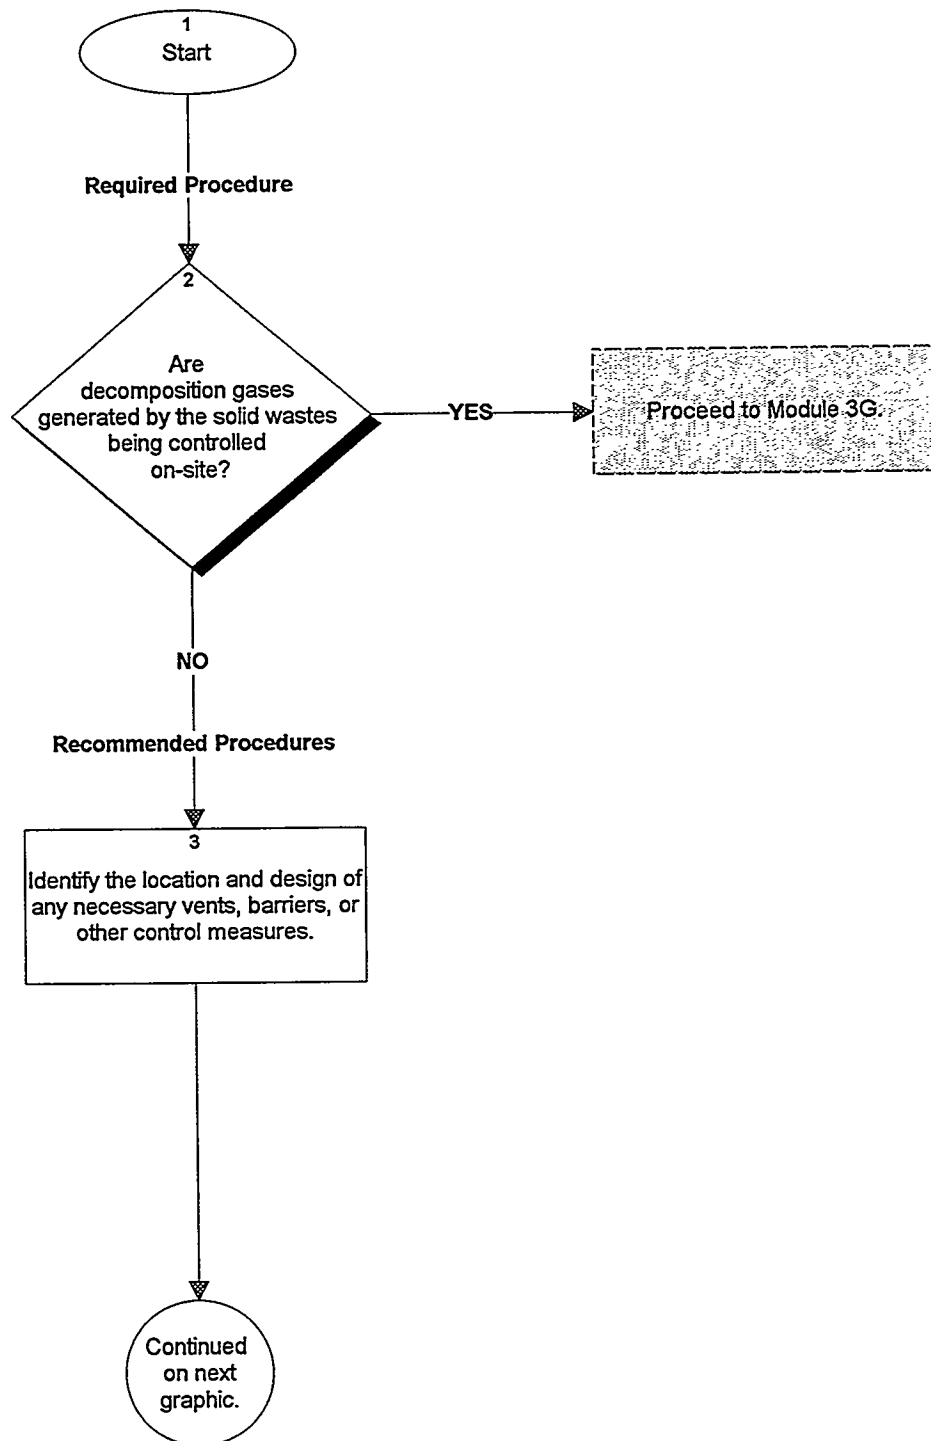 1
Start
Required Procedure
2
Are
decomposition gases
generated by the solid wastes
being controlled
on-site?
YES
Proceed to Module 3G.
NO
Recommended Procedures
3
Identify the location and design of
any necessary vents, barriers, or
other control measures.
Continued
on next
graphic.